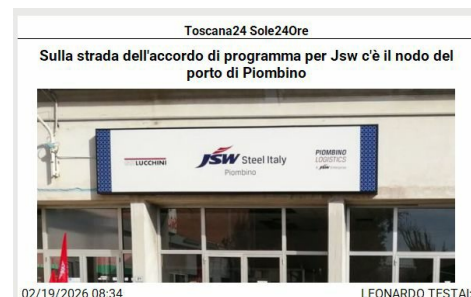 Toscana24 Sole24Ore
Sulla strada dell'accordo di programma per Jsw c'è il nodo del
porto di Piombino
LUCCHINI
JSW Steel Italy
Piombino
PIOMBINO
LOGISTICS
02/19/2026 08:34
LEONARDO